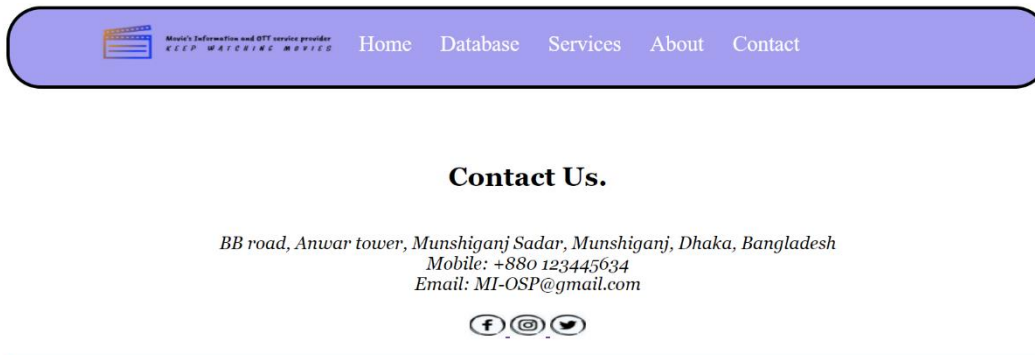 Movie's Information and OTT service provider
KEEP WATCHING MOVIES
Home Database Services About Contact
Contact Us.
BB road, Anwar tower, Munshiganj Sadar, Munshiganj, Dhaka, Bangladesh
Mobile: +880 123445634
Email: MI-OSP@gmail.com